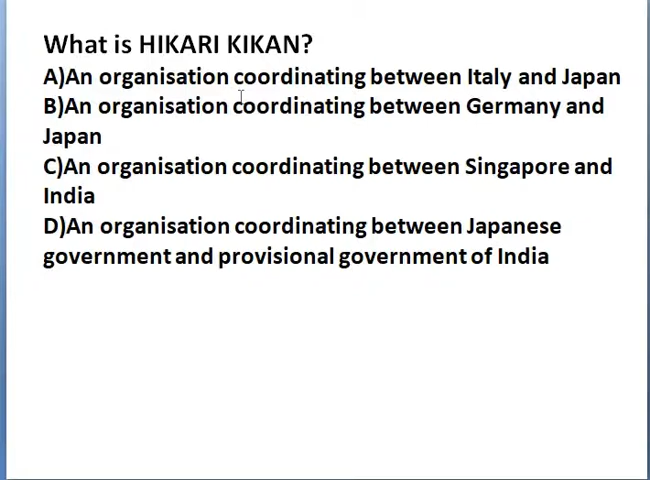 What is HIKARI KIKAN?
A)An organisation coordinating between Italy and Japan
B)An organisation coordinating between Germany and
Japan
C)An organisation coordinating between Singapore and
India
D)An organisation coordinating between Japanese
government and provisional government of India